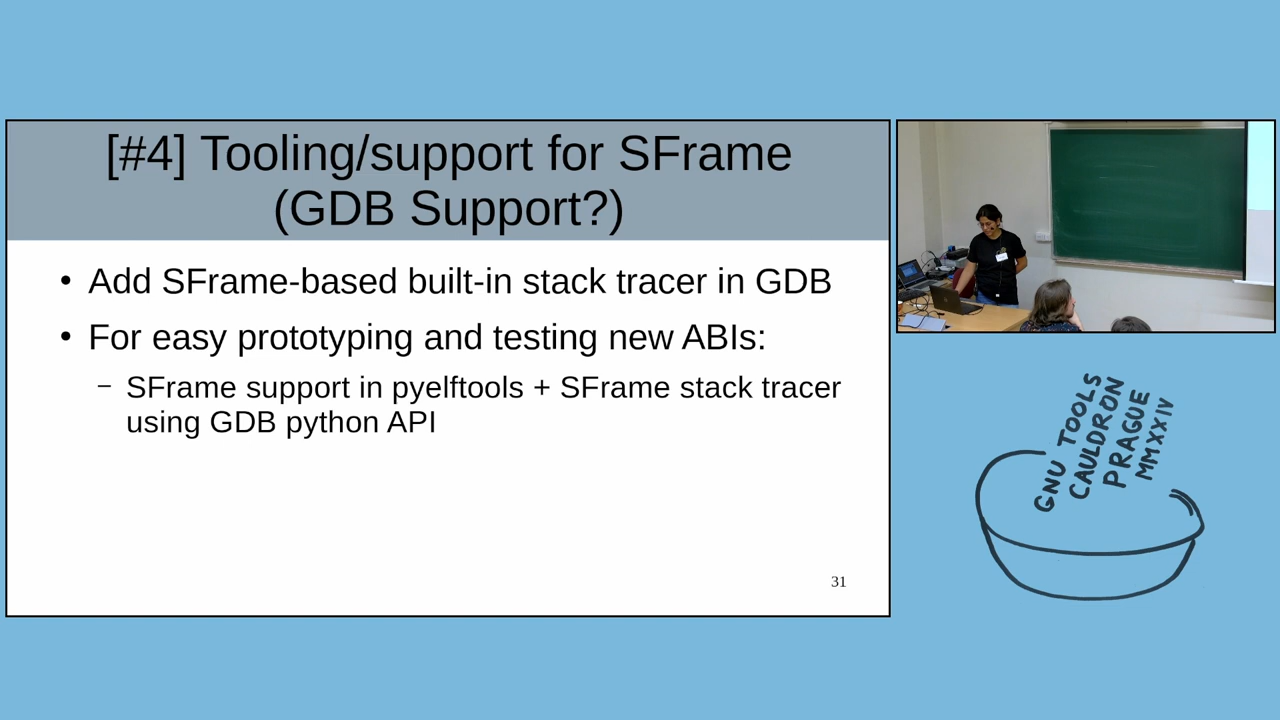 [#4] Tooling/support for SFrame
(GDB Support?)
• Add SFrame-based built-in stack tracer in GDB
• For easy prototyping and testing new ABIs:
– SFrame support in pyelftools + SFrame stack tracer
using GDB python API
31
GNU TOOLS
CAULDRON
PRAGUE
MMXXIV